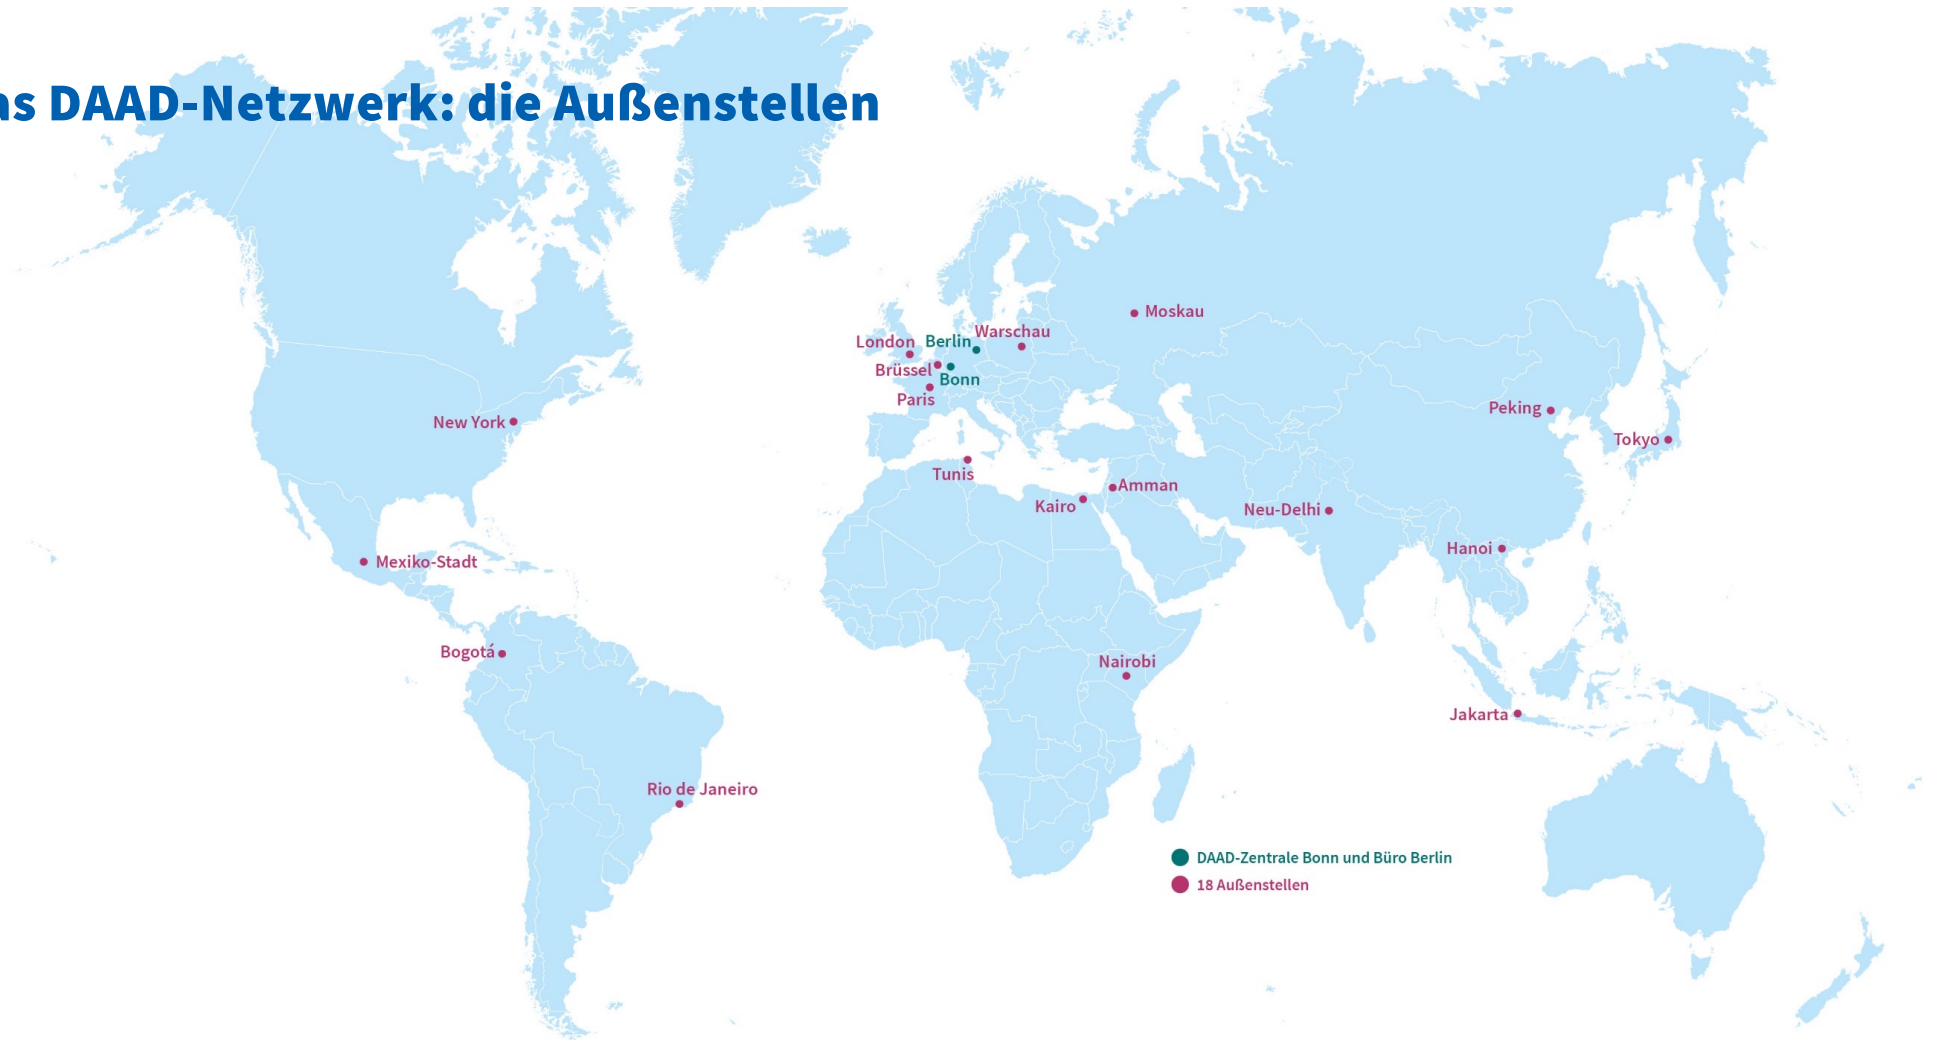 as DAAD-Netzwerk: die Außenstellen
Moskau
Warschau
London
Berlin
Brüssel
Bonn
Paris
New York
Peking
Tokyo
Tunis
Amman
Kairo
Neu-Delhi
Hanoi
Mexiko-Stadt
Bogotá
Nairobi
Jakarta
Rio de Janeiro
DAAD-Zentrale Bonn und Büro Berlin
18 Außenstellen